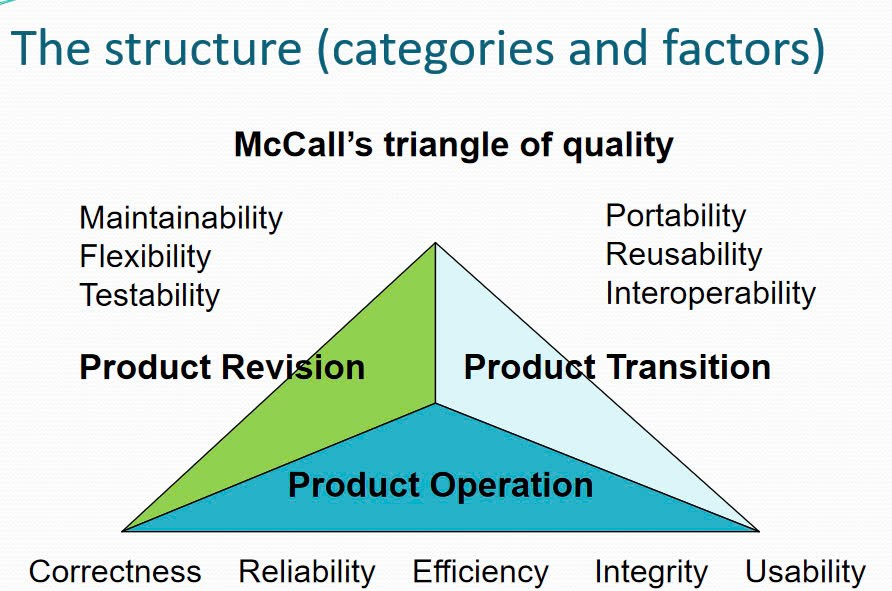 The structure (categories and factors)
McCall’s triangle of quality
Maintainability
Flexibility
Testability
Portability
Reusability
Interoperability
Product Revision
Product Transition
Product Operation
Correctness Reliability Efficiency Integrity Usability